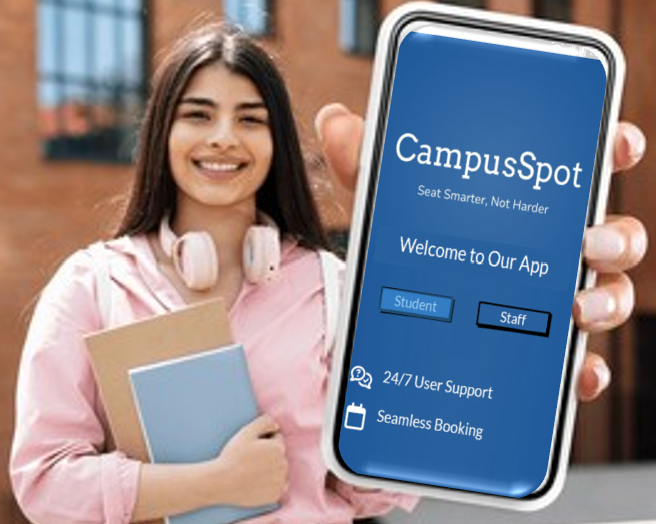 CampusSpot
Seat Smarter, Not Harder
Welcome to Our App
Student
Staff
24/7 User Support
Seamless Booking